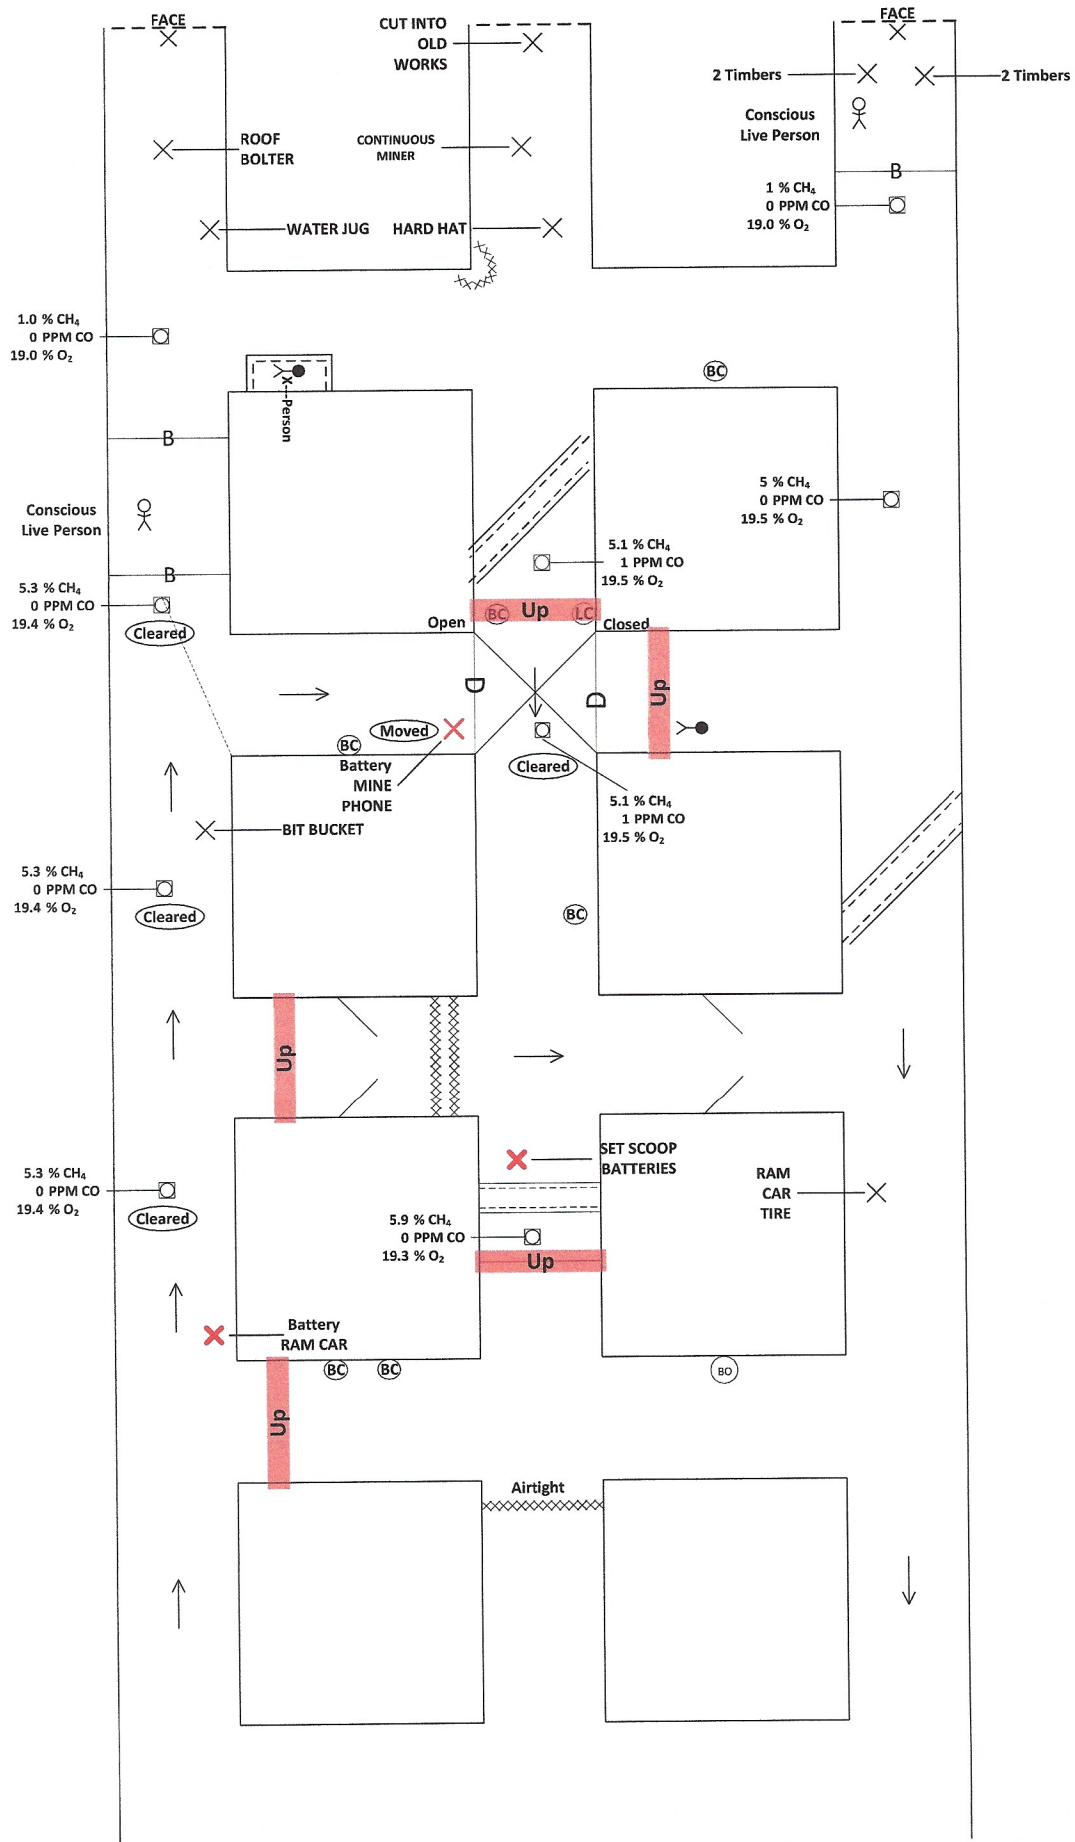 FACE
CUT INTO
OLD
WORKS
FACE
2 Timbers
2 Timbers
Conscious
Live Person
ROOF
BOLTER
CONTINUOUS
MINER
B
1 % CH₄
0 PPM CO
19.0 % O₂
WATER JUG
HARD HAT
1.0 % CH₄
0 PPM CO
19.0 % O₂
BC
X---Person
B
Conscious
Live Person
5 % CH₄
0 PPM CO
19.5 % O₂
5.1 % CH₄
1 PPM CO
19.5 % O₂
B
5.3 % CH₄
0 PPM CO
19.4 % O₂
Cleared
BC
Up
LC
Open
Closed
D
D
Up
Moved
BC
Battery
MINE
PHONE
Cleared
5.1 % CH₄
1 PPM CO
19.5 % O₂
BIT BUCKET
5.3 % CH₄
0 PPM CO
19.4 % O₂
Cleared
BC
Up
SET SCOOP
BATTERIES
5.3 % CH₄
0 PPM CO
19.4 % O₂
Cleared
RAM
CAR
TIRE
5.9 % CH₄
0 PPM CO
19.3 % O₂
Up
Battery
RAM CAR
BC
BC
BO
Up
Airtight